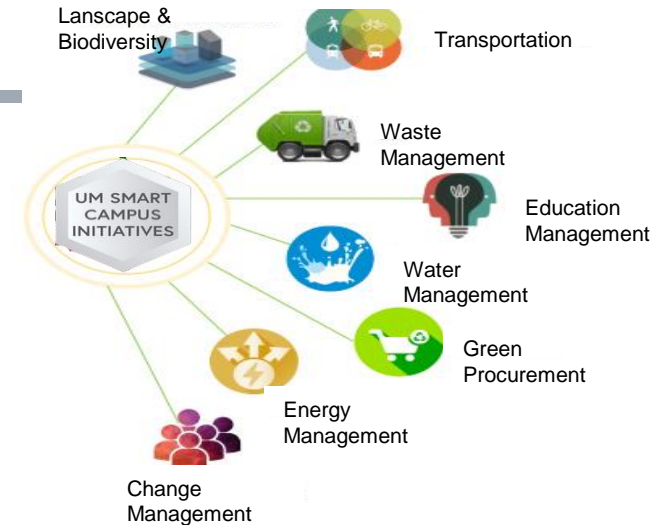 Lanscape &
Biodiversity
Transportation
Waste
Management
UM SMART
CAMPUS
INITIATIVES
Education
Management
Water
Management
Green
Procurement
Energy
Management
Change
Management